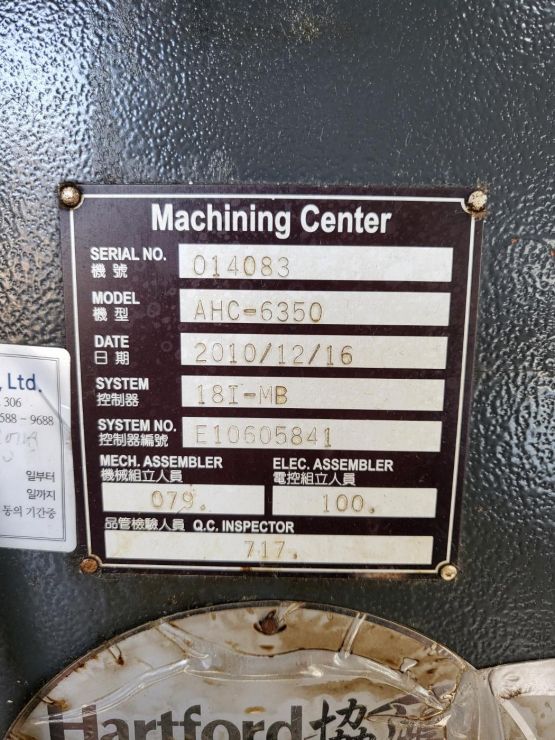 Machining Center
SERIAL NO. 014083
機號
MODEL AHC-6350
機型
DATE 2010/12/16
日期
SYSTEM 18I-MB
控制器
SYSTEM NO. E10605841
控制器編號
MECH. ASSEMBLER ELEC. ASSEMBLER
機械組立人員 電控組立人員
079. 100.
品管檢驗人員 Q.C. INSPECTOR
717.
, Ltd.
306
588 - 9688
일부터
일까지
동의 기간중
Hartford 協